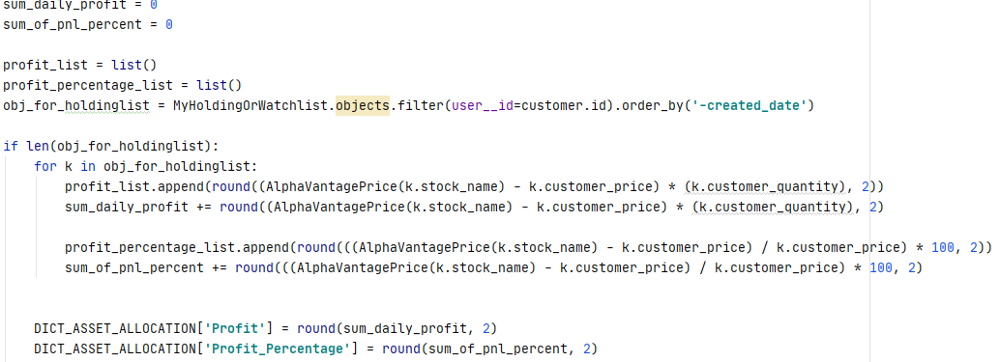 sum_daily_profit = 0
sum_of_pnl_percent = 0
profit_list = list()
profit_percentage_list = list()
obj_for_holdinglist = MyHoldingOrWatchlist.objects.filter(user__id=customer.id).order_by('-created_date')
if len(obj_for_holdinglist):
for k in obj_for_holdinglist:
profit_list.append(round((AlphaVantagePrice(k.stock_name) - k.customer_price) * (k.customer_quantity), 2))
sum_daily_profit += round((AlphaVantagePrice(k.stock_name) - k.customer_price) * (k.customer_quantity), 2)
profit_percentage_list.append(round(((AlphaVantagePrice(k.stock_name) - k.customer_price) / k.customer_price) * 100, 2))
sum_of_pnl_percent += round(((AlphaVantagePrice(k.stock_name) - k.customer_price) / k.customer_price) * 100, 2)
DICT_ASSET_ALLOCATION['Profit'] = round(sum_daily_profit, 2)
DICT_ASSET_ALLOCATION['Profit_Percentage'] = round(sum_of_pnl_percent, 2)